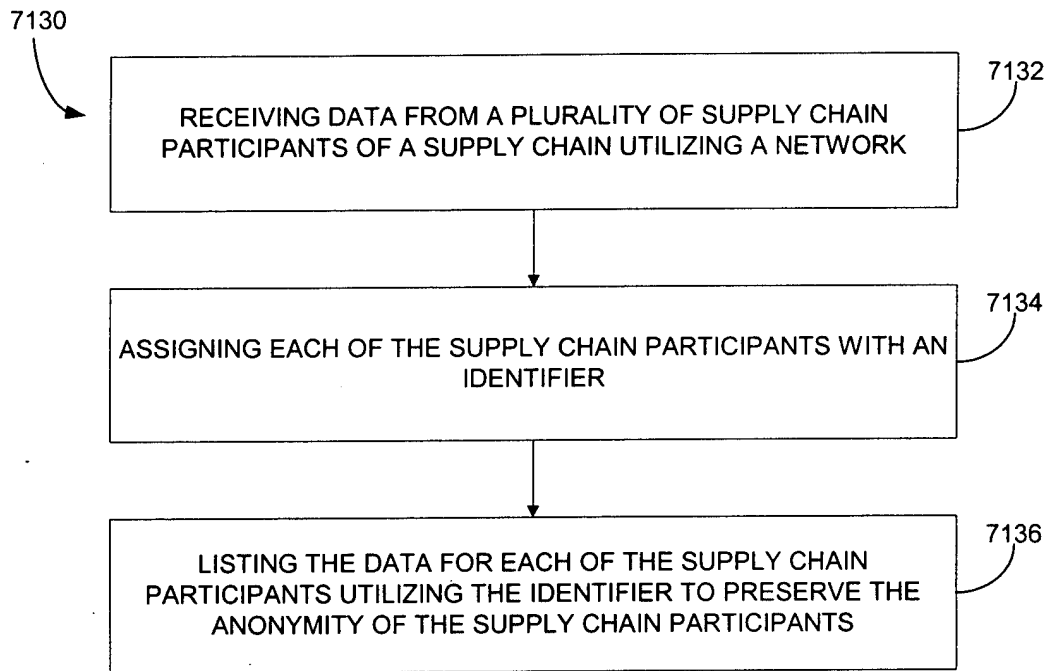 7130
7132
RECEIVING DATA FROM A PLURALITY OF SUPPLY CHAIN
PARTICIPANTS OF A SUPPLY CHAIN UTILIZING A NETWORK
7134
ASSIGNING EACH OF THE SUPPLY CHAIN PARTICIPANTS WITH AN
IDENTIFIER
7136
LISTING THE DATA FOR EACH OF THE SUPPLY CHAIN
PARTICIPANTS UTILIZING THE IDENTIFIER TO PRESERVE THE
ANONYMITY OF THE SUPPLY CHAIN PARTICIPANTS